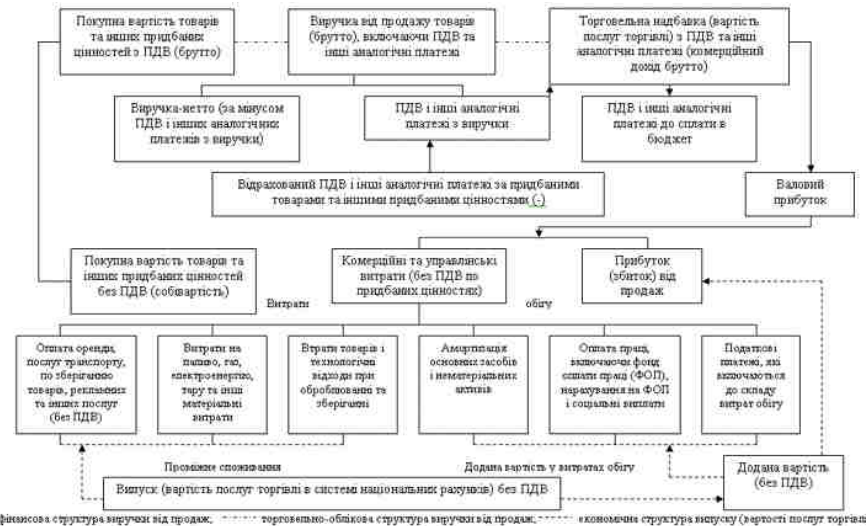 Покупна вартість товарів
та інших придбаних
цінностей з ПДВ (брутто)
Виручка від продажу товарів
(брутто), включаючи ПДВ та
інші аналогічні платежі
Торговельна надбавка (вартість
послуг торгівлі) з ПДВ та інші
аналогічні платежі (комерційний
дохід брутто)
Виручка-нетто (за мінусом
ПДВ і інших аналогічних
платежів з виручки)
ПДВ і інші аналогічні
платежі з виручки
ПДВ і інші аналогічні
платежі до сплати в
бюджет
Відрахований ПДВ і інші аналогічні платежі за придбаними
товарами та іншими придбаними цінностями (-)
Валовий
прибуток
Покупна вартість товарів та
інших придбаних цінностей
без ПДВ (собівартість)
Комерційні та управлінські
витрати (без ПДВ по
придбаних цінностях)
Прибуток
(збиток) від
продаж
Витрати
обігу
Оплата оренди,
послуг транспорту,
по зберіганню
товарів, рекламних
та інших послуг
(без ПДВ)
Витрати на
паливо, газ,
електроенергію,
тару та інші
матеріальні
витрати
Втрати товарів і
технологічні
відходи при
оброблюванні та
зберіганні
Амортизація
основних засобів
і нематеріальних
активів
Оплата праці,
включаючи фонд
сплати праці (ФОП),
нарахування на ФОП
і соціальні виплати
Податкові
платежі, які
включаються
до складу
витрат обігу
Проміжне споживання
Додана вартість у витратах обігу
Випуск (вартість послуг торгівлі в системі національних рахунків) без ПДВ
Додана вартість
(без ПДВ)
фінансова структура виручки від продаж, торговельно-облікова структура виручки від продаж, економічна структура випуску (вартості послуг торгівлі